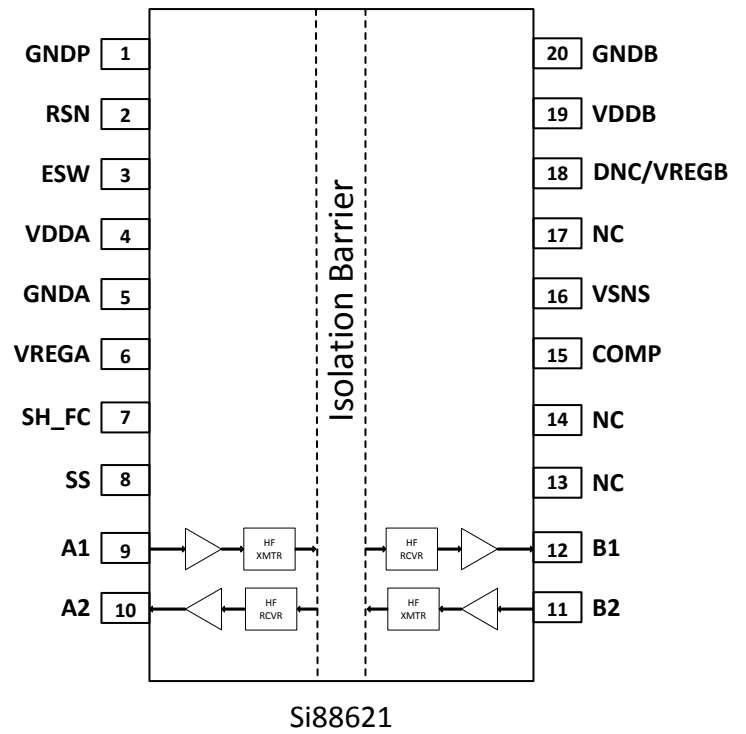 GNDP 1
20 GNDB
RSN 2
19 VDDB
ESW 3
18 DNC/VREGB
VDDA 4
17 NC
GNDA 5
16 VSNS
VREGA 6
15 COMP
SH_FC 7
14 NC
SS 8
13 NC
Isolation Barrier
A1 9
HF
XMTR
HF
RCVR
12 B1
A2 10
HF
RCVR
HF
XMTR
11 B2
Si88621